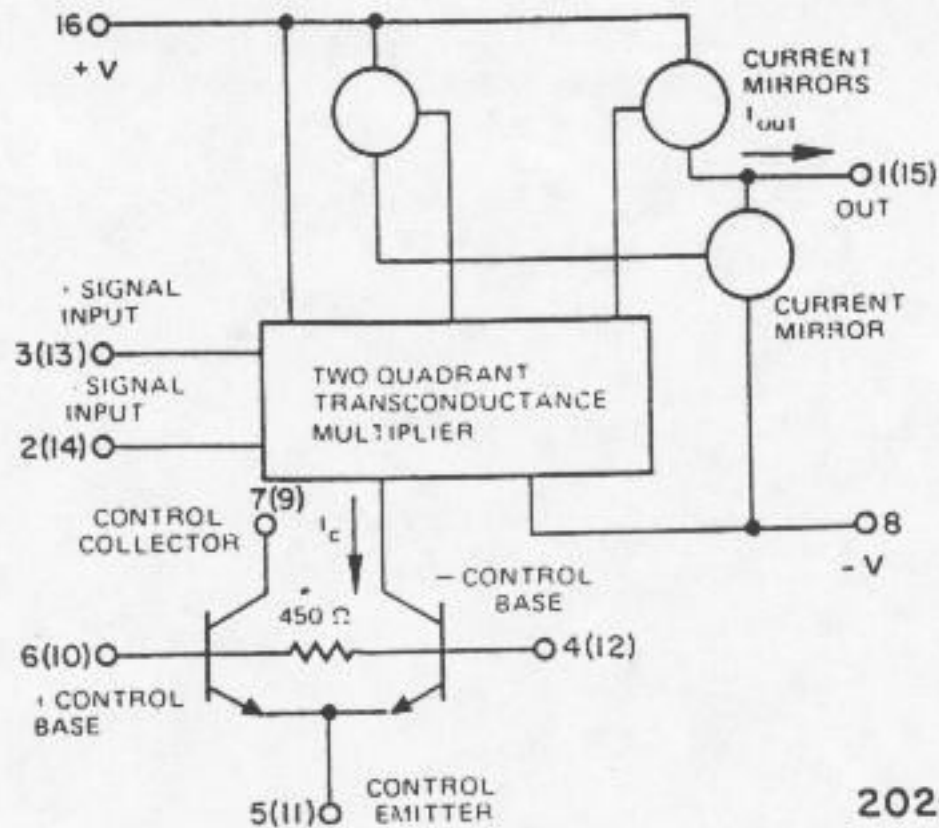 16
+ V
CURRENT
MIRRORS
Iout
1(15)
OUT
CURRENT
MIRROR
SIGNAL
INPUT
3(13)
SIGNAL
INPUT
2(14)
TWO QUADRANT
TRANSCONDUCTANCE
MULTIPLIER
7(9)
CONTROL
COLLECTOR
Ic
8
- V
– CONTROL
BASE
450 Ω
6(10)
4(12)
CONTROL
BASE
5(11)
CONTROL
EMITTER
202